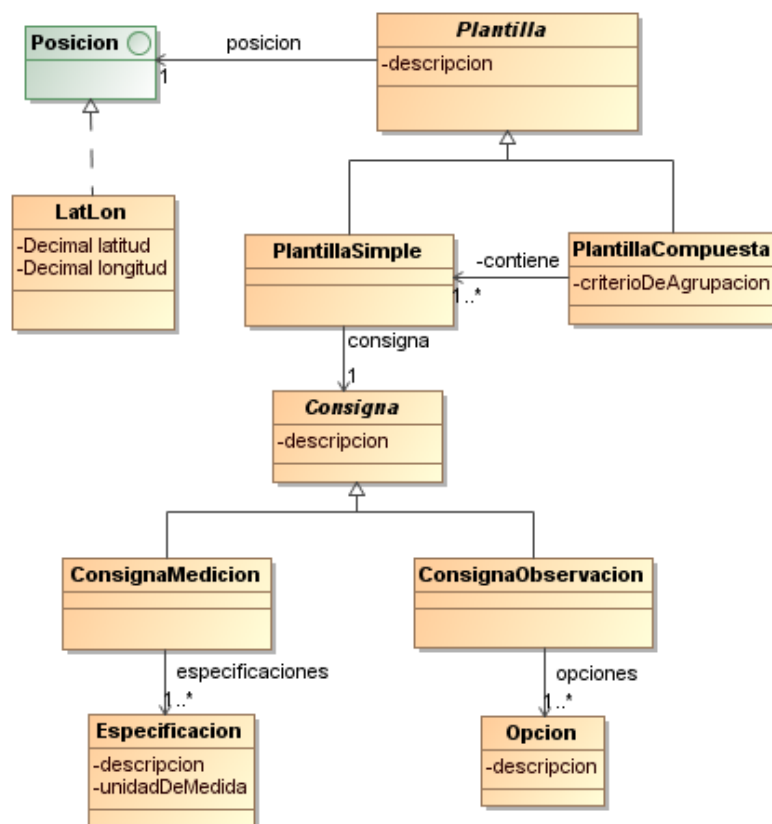 Plantilla
-descripcion
Posicion
posicion
1
LatLon
-Decimal latitud
-Decimal longitud
PlantillaSimple
-contiene
1..*
PlantillaCompuesta
-criterioDeAgrupacion
consigna
1
Consigna
-descripcion
ConsignaMedicion
ConsignaObservacion
especificaciones
1..*
opciones
1..*
Especificacion
-descripcion
-unidadDeMedida
Opcion
-descripcion